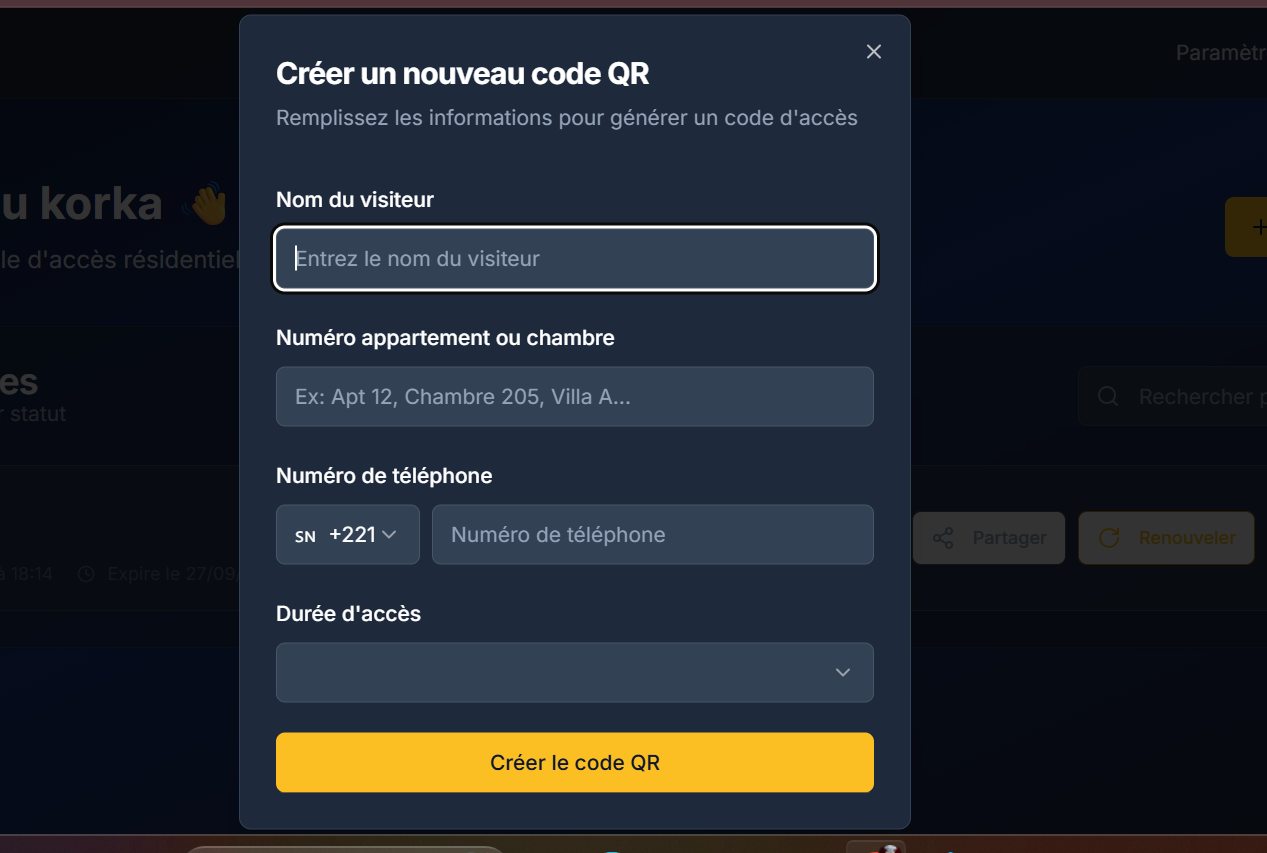 Créer un nouveau code QR
Remplissez les informations pour générer un code d'accès
Paramètr
u korka 👋
le d'accès résidentiel
Nom du visiteur
Entrez le nom du visiteur
Numéro appartement ou chambre
Ex: Apt 12, Chambre 205, Villa A...
es
r statut
Rechercher p
Numéro de téléphone
SN +221
Numéro de téléphone
Partager
Renouveler
à 18:14
Expire le 27/09/
Durée d'accès
Créer le code QR